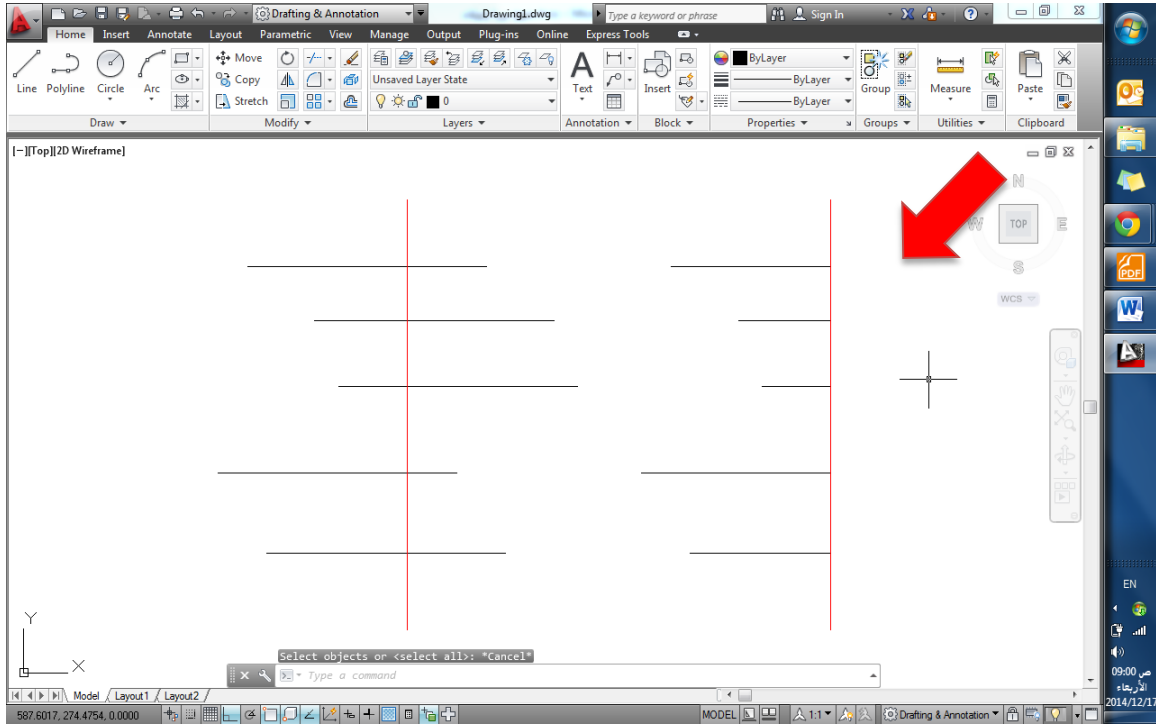 Drafting & Annotation
Drawing1.dwg
Type a keyword or phrase
Sign In
Home Insert Annotate Layout Parametric View Manage Output Plug-ins Online Express Tools
Line Polyline Circle Arc
Move
Copy
Stretch
Unsaved Layer State
0
Text
Insert
ByLayer
ByLayer
ByLayer
Group
Measure
Paste
Draw Modify Layers Annotation Block Properties Groups Utilities Clipboard
[−][Top][2D Wireframe]
N
W TOP E
S
WCS
PDF
W
Y
X
Select objects or <select all>: *Cancel*
Type a command
Model Layout1 Layout2
587.6017, 274.4754, 0.0000
MODEL
1:1
Drafting & Annotation
EN
09:00 ص
الأربعاء
2014/12/17